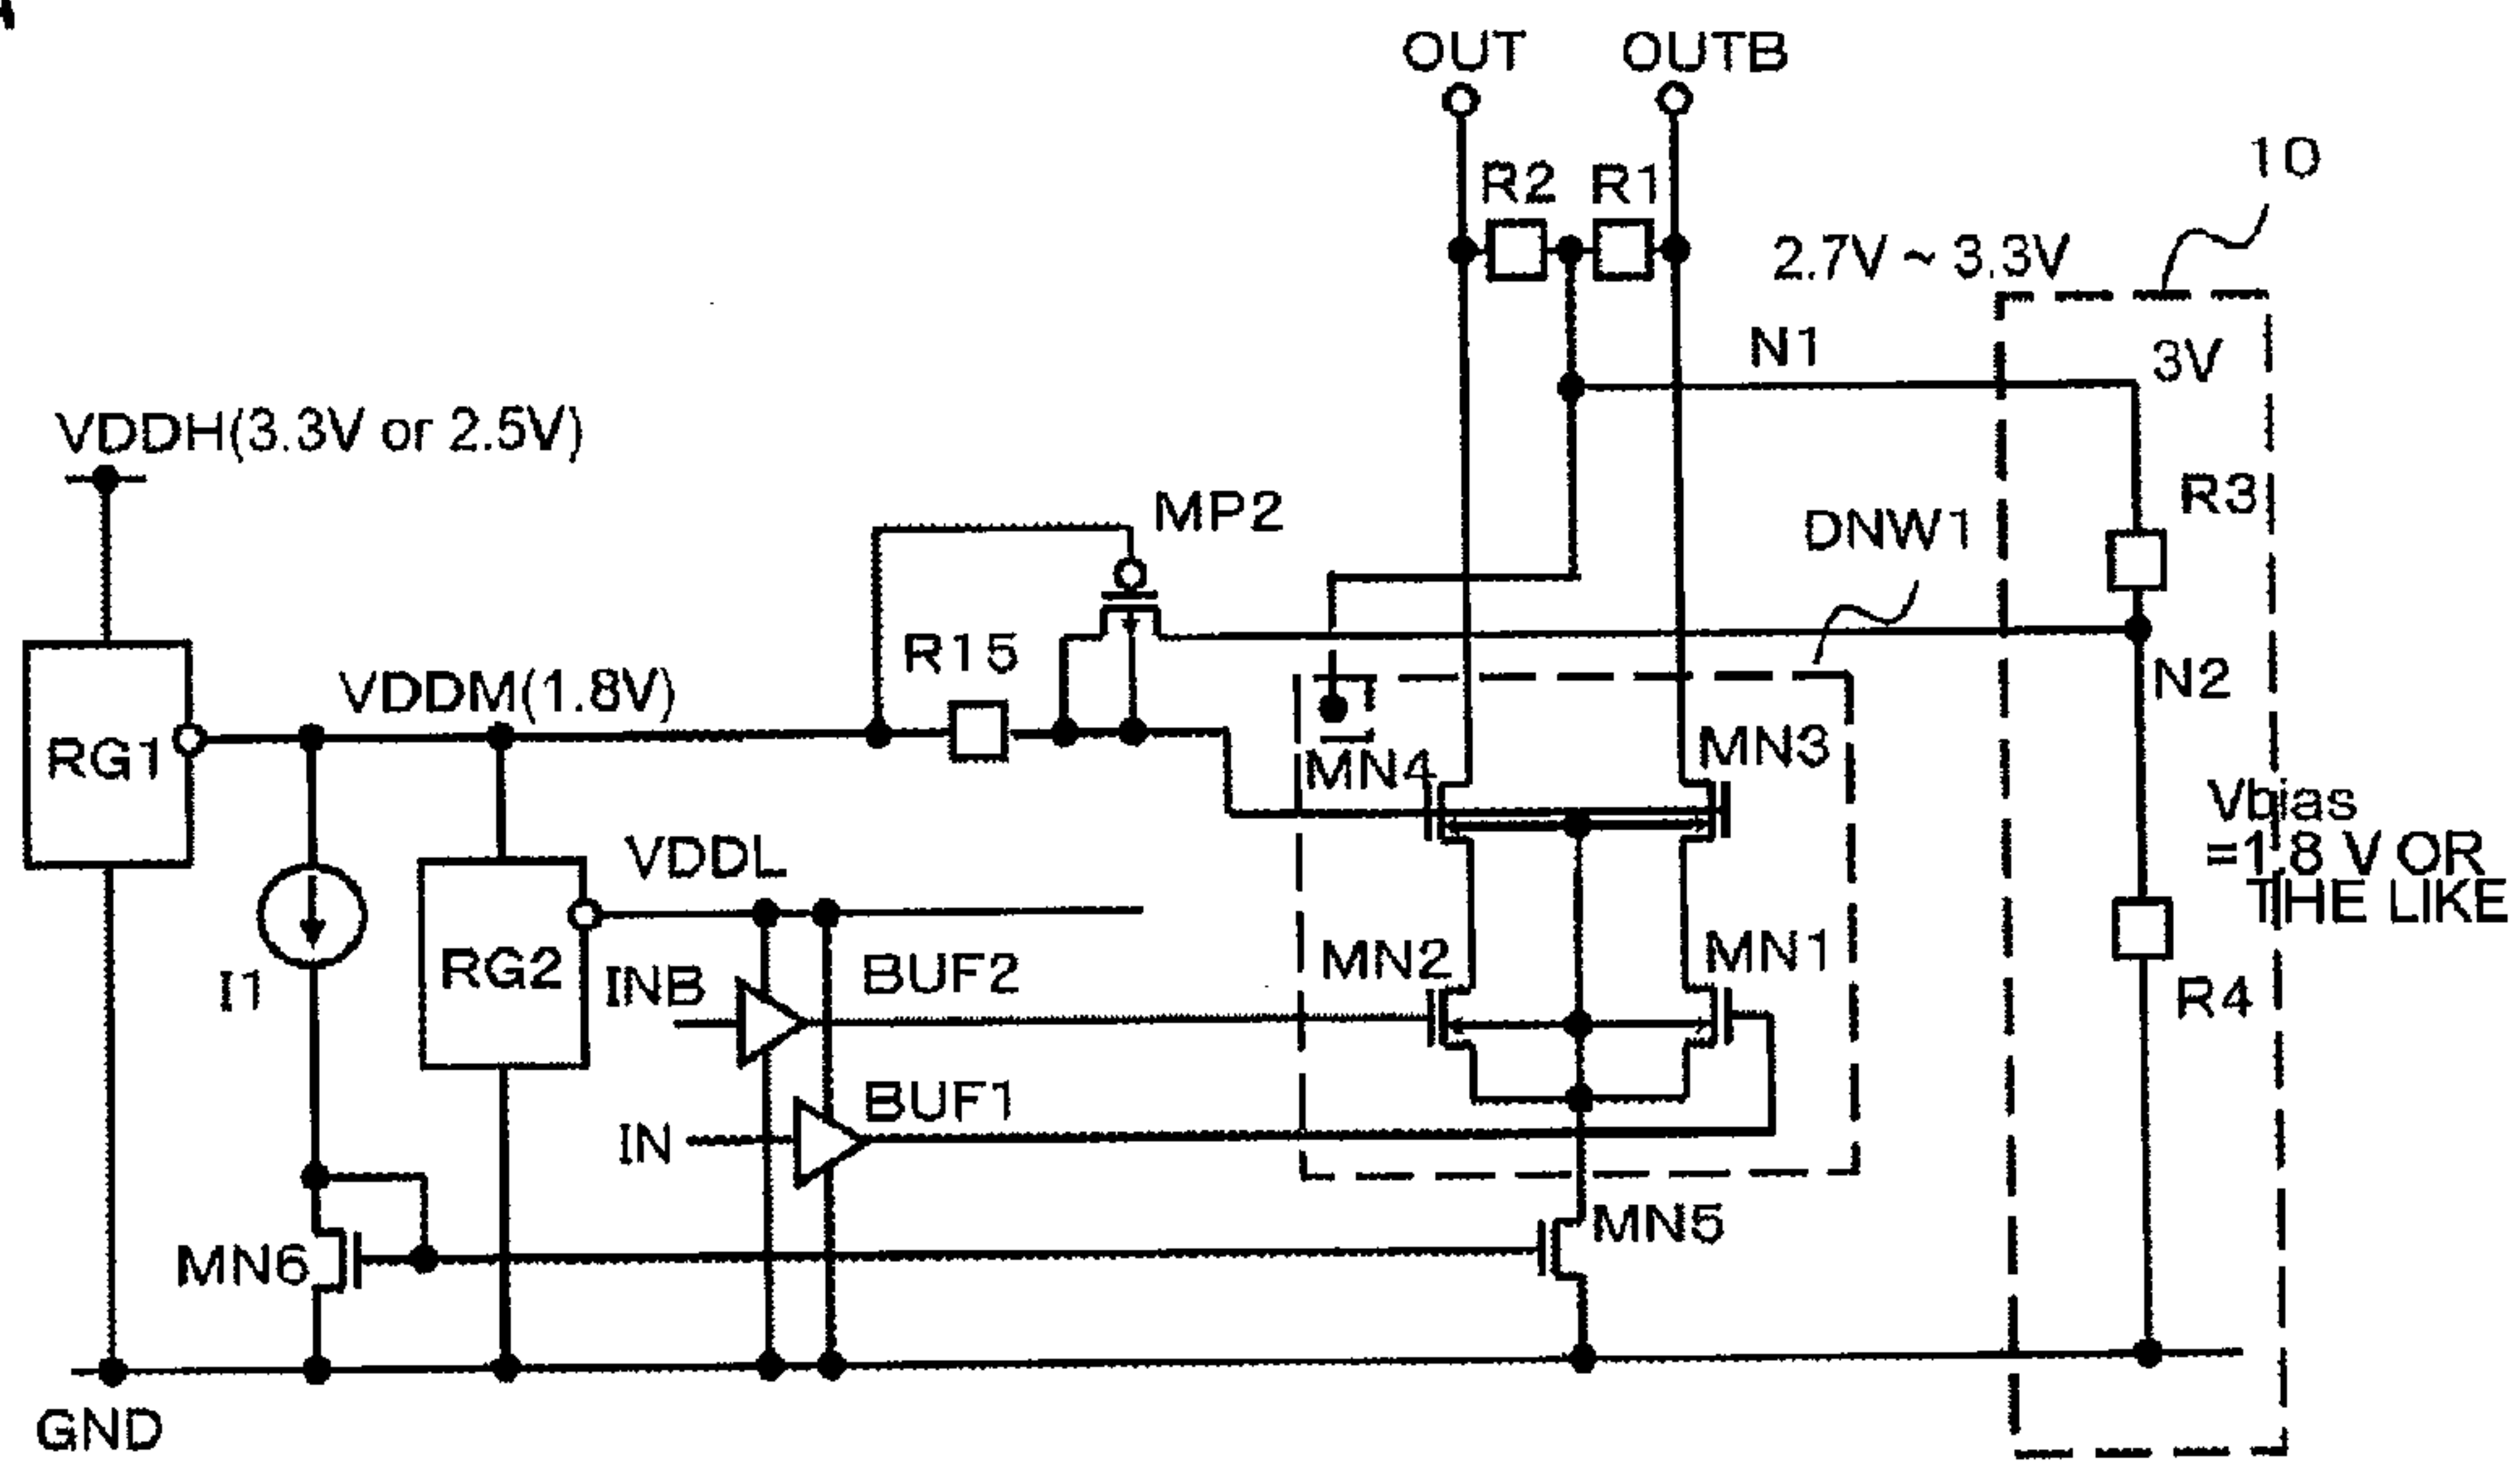 OUT
OUTB
R2
R1
10
2.7V ~ 3.3V
N1
3V
VDDH(3.3V or 2.5V)
MP2
R3
DNW1
R15
VDDM(1.8V)
N2
RG1
MN4
MN3
Vbias
=1.8 V OR
THE LIKE
VDDL
I1
RG2
INB
BUF2
MN2
MN1
R4
BUF1
IN
MN6
MN5
GND